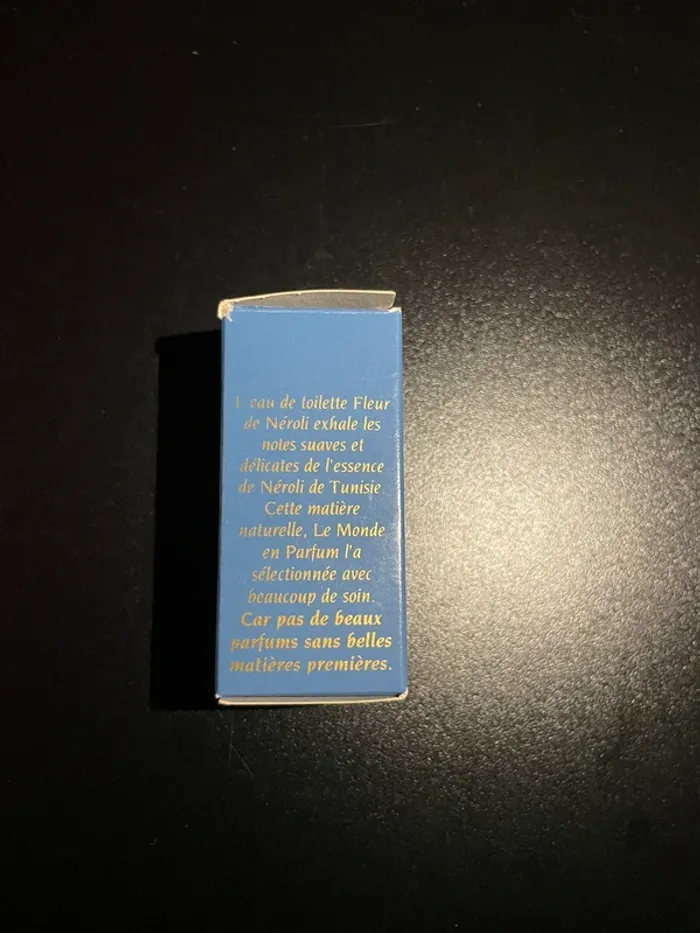 L'eau de toilette Fleur
de Néroli exhale les
notes suaves et
délicates de l'essence
de Néroli de Tunisie.
Cette matière
naturelle, Le Monde
en Parfum l'a
sélectionnée avec
beaucoup de soin.
Car pas de beaux
parfums sans belles
matières premières.